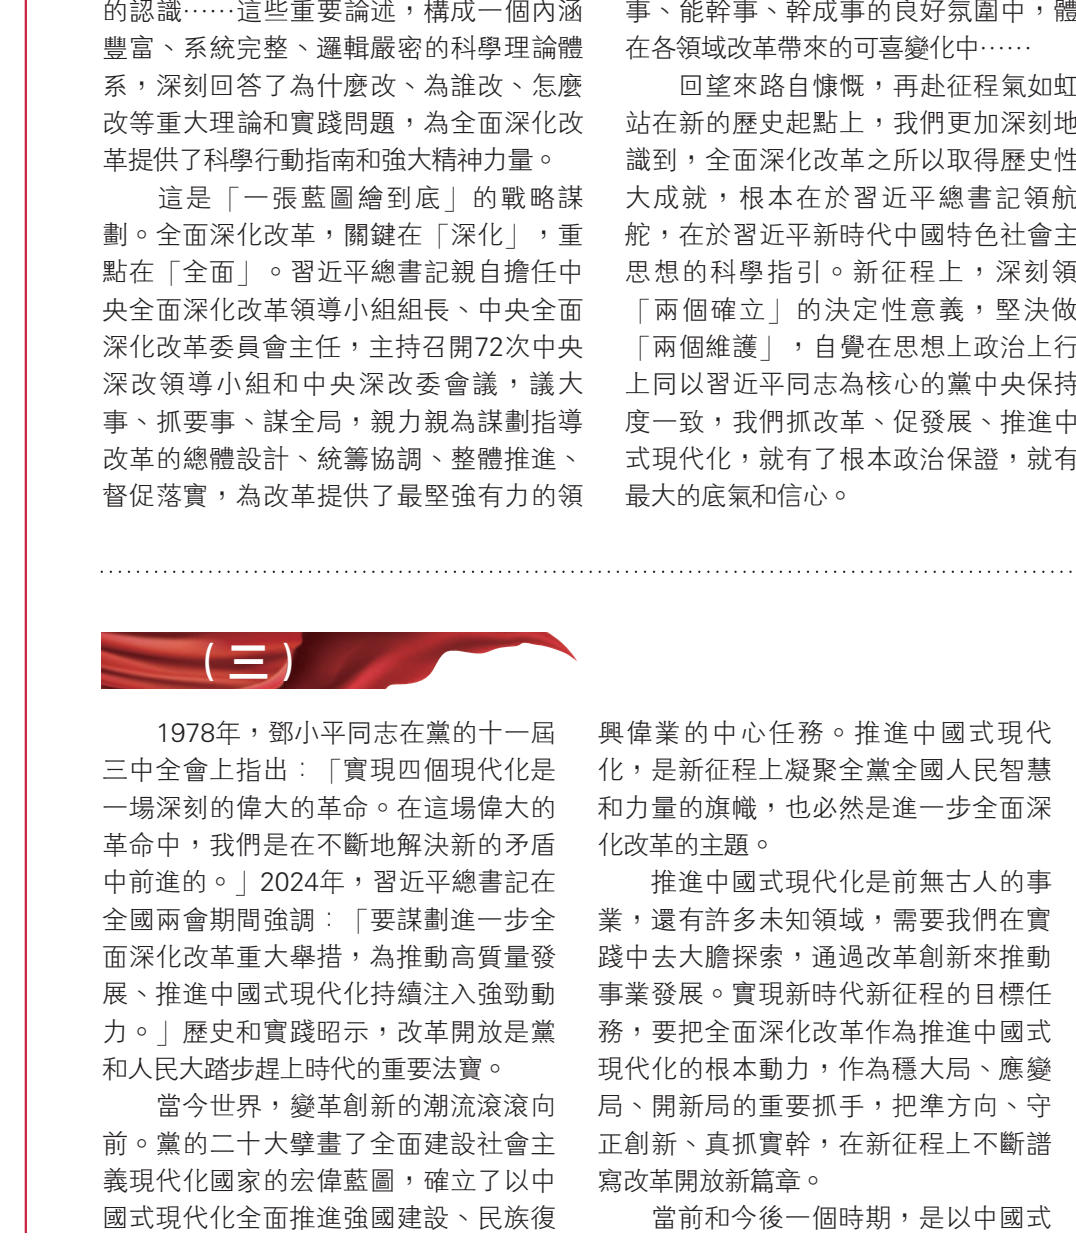 的認識⋯⋯這些重要論述，構成一個內涵
豐富、系統完整、邏輯嚴密的科學理論體
系，深刻回答了為什麼改、為誰改、怎麼
改等重大理論和實踐問題，為全面深化改
革提供了科學行動指南和強大精神力量。
這是「一張藍圖繪到底」的戰略謀
劃。全面深化改革，關鍵在「深化」，重
點在「全面」。習近平總書記親自擔任中
央全面深化改革領導小組組長、中央全面
深化改革委員會主任，主持召開72次中央
深改領導小組和中央深改委會議，議大
事、抓要事、謀全局，親力親為謀劃指導
改革的總體設計、統籌協調、整體推進、
督促落實，為改革提供了最堅強有力的領
事、能幹事、幹成事的良好氛圍中，體
在各領域改革帶來的可喜變化中⋯⋯
回望來路自慷慨，再赴征程氣如虹
站在新的歷史起點上，我們更加深刻地
識到，全面深化改革之所以取得歷史性
大成就，根本在於習近平總書記領航
舵，在於習近平新時代中國特色社會主
思想的科學指引。新征程上，深刻領
「兩個確立」的決定性意義，堅決做
「兩個維護」，自覺在思想上政治上行
上同以習近平同志為核心的黨中央保持
度一致，我們抓改革、促發展、推進中
式現代化，就有了根本政治保證，就有
最大的底氣和信心。
（三）
1978年，鄧小平同志在黨的十一屆
三中全會上指出：「實現四個現代化是
一場深刻的偉大的革命。在這場偉大的
革命中，我們是在不斷地解決新的矛盾
中前進的。」2024年，習近平總書記在
全國兩會期間強調：「要謀劃進一步全
面深化改革重大舉措，為推動高質量發
展、推進中國式現代化持續注入強勁動
力。」歷史和實踐昭示，改革開放是黨
和人民大踏步趕上時代的重要法寶。
當今世界，變革創新的潮流滾滾向
前。黨的二十大擘畫了全面建設社會主
義現代化國家的宏偉藍圖，確立了以中
國式現代化全面推進強國建設、民族復
興偉業的中心任務。推進中國式現代
化，是新征程上凝聚全黨全國人民智慧
和力量的旗幟，也必然是進一步全面深
化改革的主題。
推進中國式現代化是前無古人的事
業，還有許多未知領域，需要我們在實
踐中去大膽探索，通過改革創新來推動
事業發展。實現新時代新征程的目標任
務，要把全面深化改革作為推進中國式
現代化的根本動力，作為穩大局、應變
局、開新局的重要抓手，把準方向、守
正創新、真抓實幹，在新征程上不斷譜
寫改革開放新篇章。
當前和今後一個時期，是以中國式